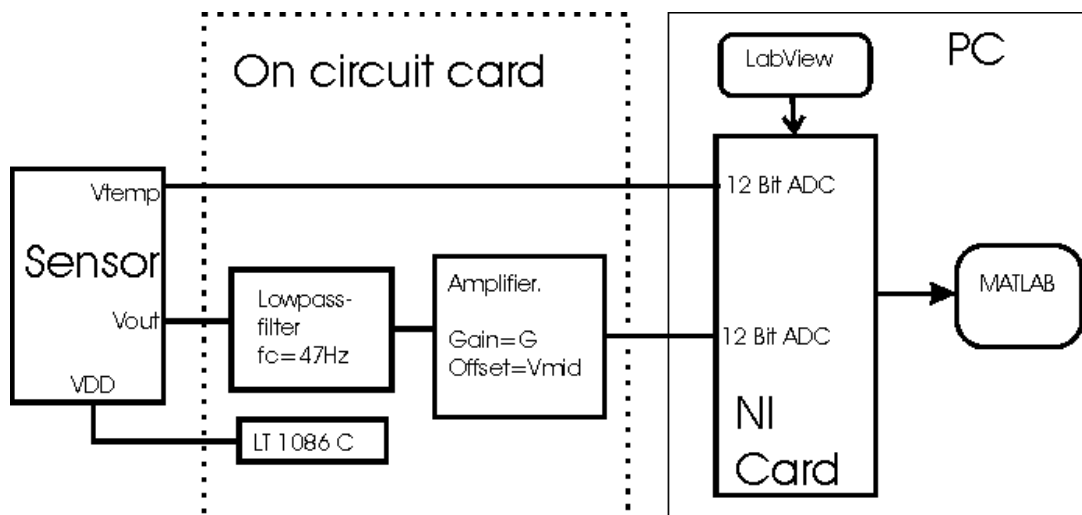 On circuit card
PC
LabView
Vtemp
12 Bit ADC
Sensor
Vout
VDD
Lowpass-
filter
fc=47Hz
Amplifier.
Gain=G
Offset=Vmid
12 Bit ADC
MATLAB
LT 1086 C
NI
Card